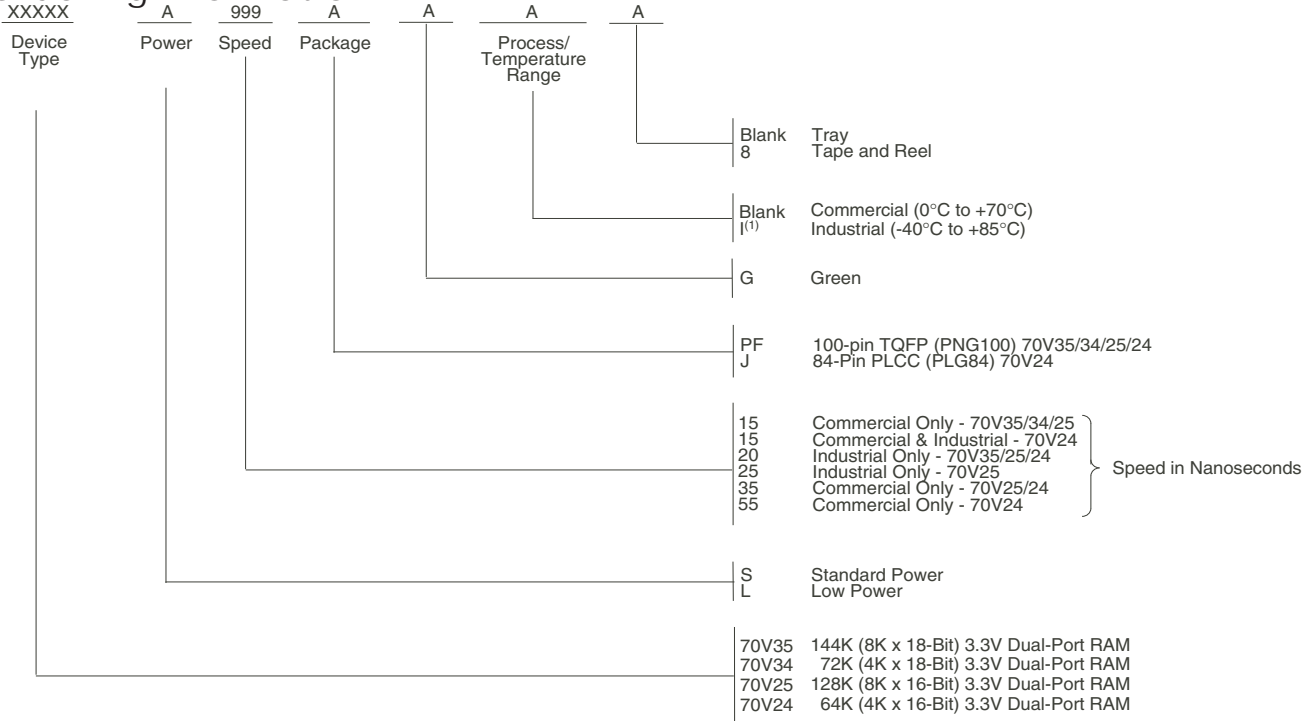 XXXXX A 999 A A A A
Device Type Power Speed Package Process/ Temperature Range
Blank Tray
8 Tape and Reel
Blank Commercial (0°C to +70°C)
I(1) Industrial (-40°C to +85°C)
G Green
PF 100-pin TQFP (PNG100) 70V35/34/25/24
J 84-Pin PLCC (PLG84) 70V24
15 Commercial Only - 70V35/34/25
15 Commercial & Industrial - 70V24
20 Industrial Only - 70V35/25/24
25 Industrial Only - 70V25
35 Commercial Only - 70V25/24
55 Commercial Only - 70V24
Speed in Nanoseconds
S Standard Power
L Low Power
70V35 144K (8K x 18-Bit) 3.3V Dual-Port RAM
70V34 72K (4K x 18-Bit) 3.3V Dual-Port RAM
70V25 128K (8K x 16-Bit) 3.3V Dual-Port RAM
70V24 64K (4K x 16-Bit) 3.3V Dual-Port RAM